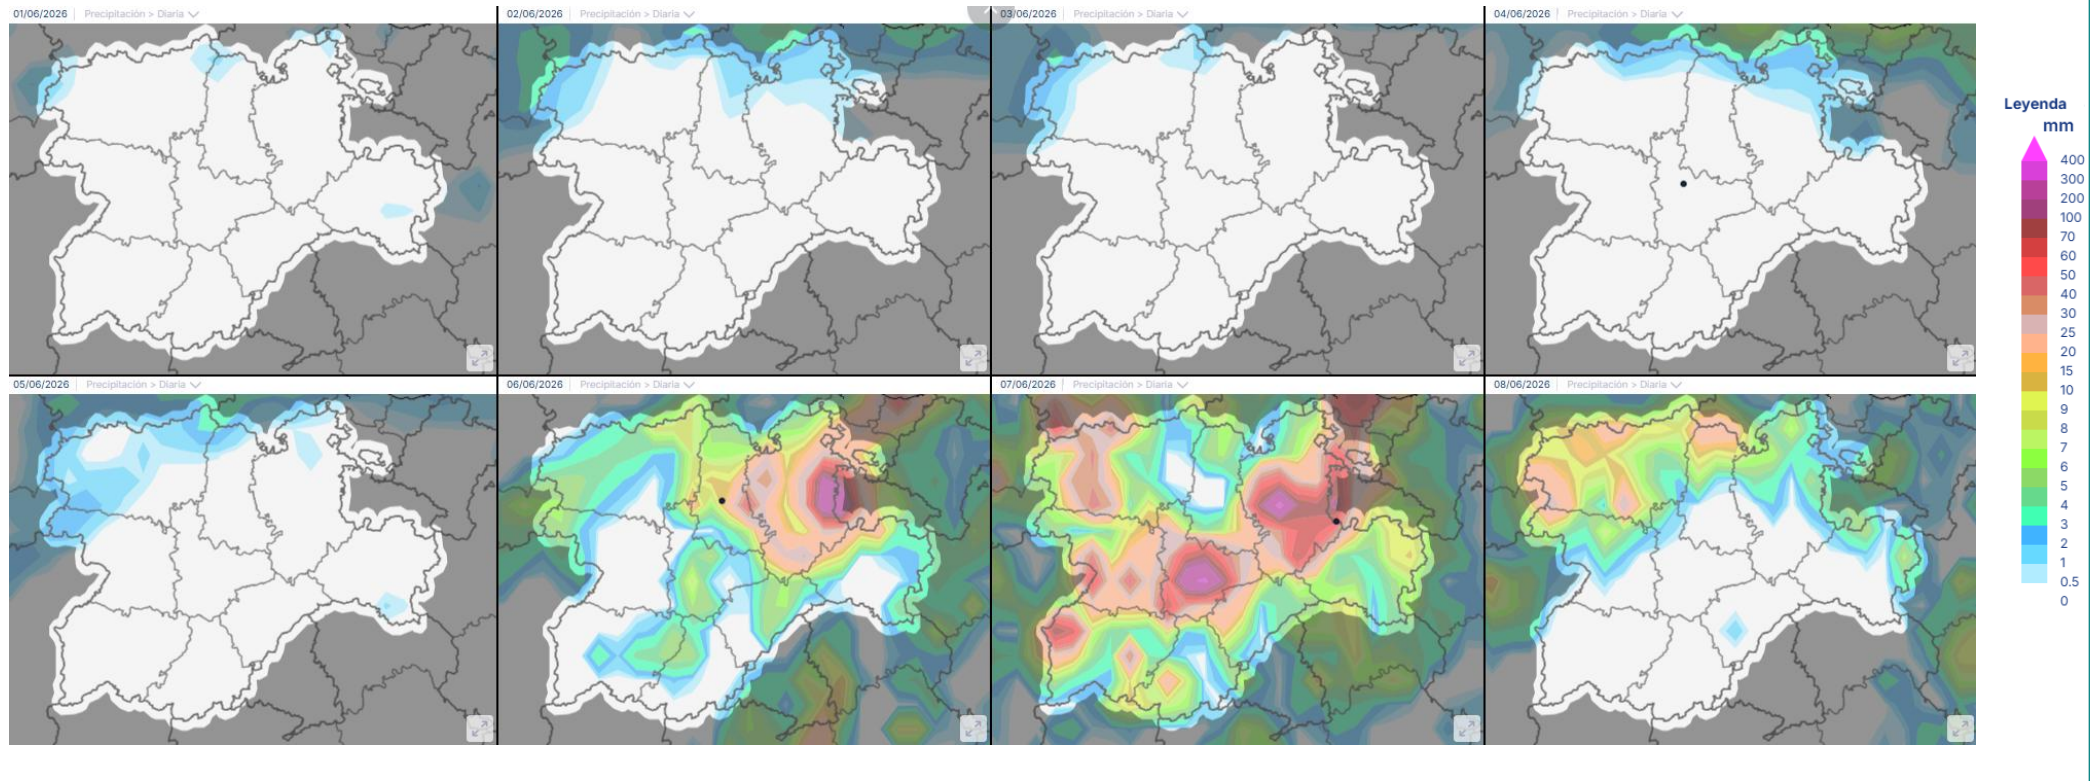 01/06/2026 Precipitación > Diaria
02/06/2026 Precipitación > Diaria
03/06/2026 Precipitación > Diaria
04/06/2026 Precipitación > Diaria
05/06/2026 Precipitación > Diaria
06/06/2026 Precipitación > Diaria
07/06/2026 Precipitación > Diaria
08/06/2026 Precipitación > Diaria
Leyenda
mm
400
300
200
100
70
60
50
40
30
25
20
15
10
9
8
7
6
5
4
3
2
1
0.5
0